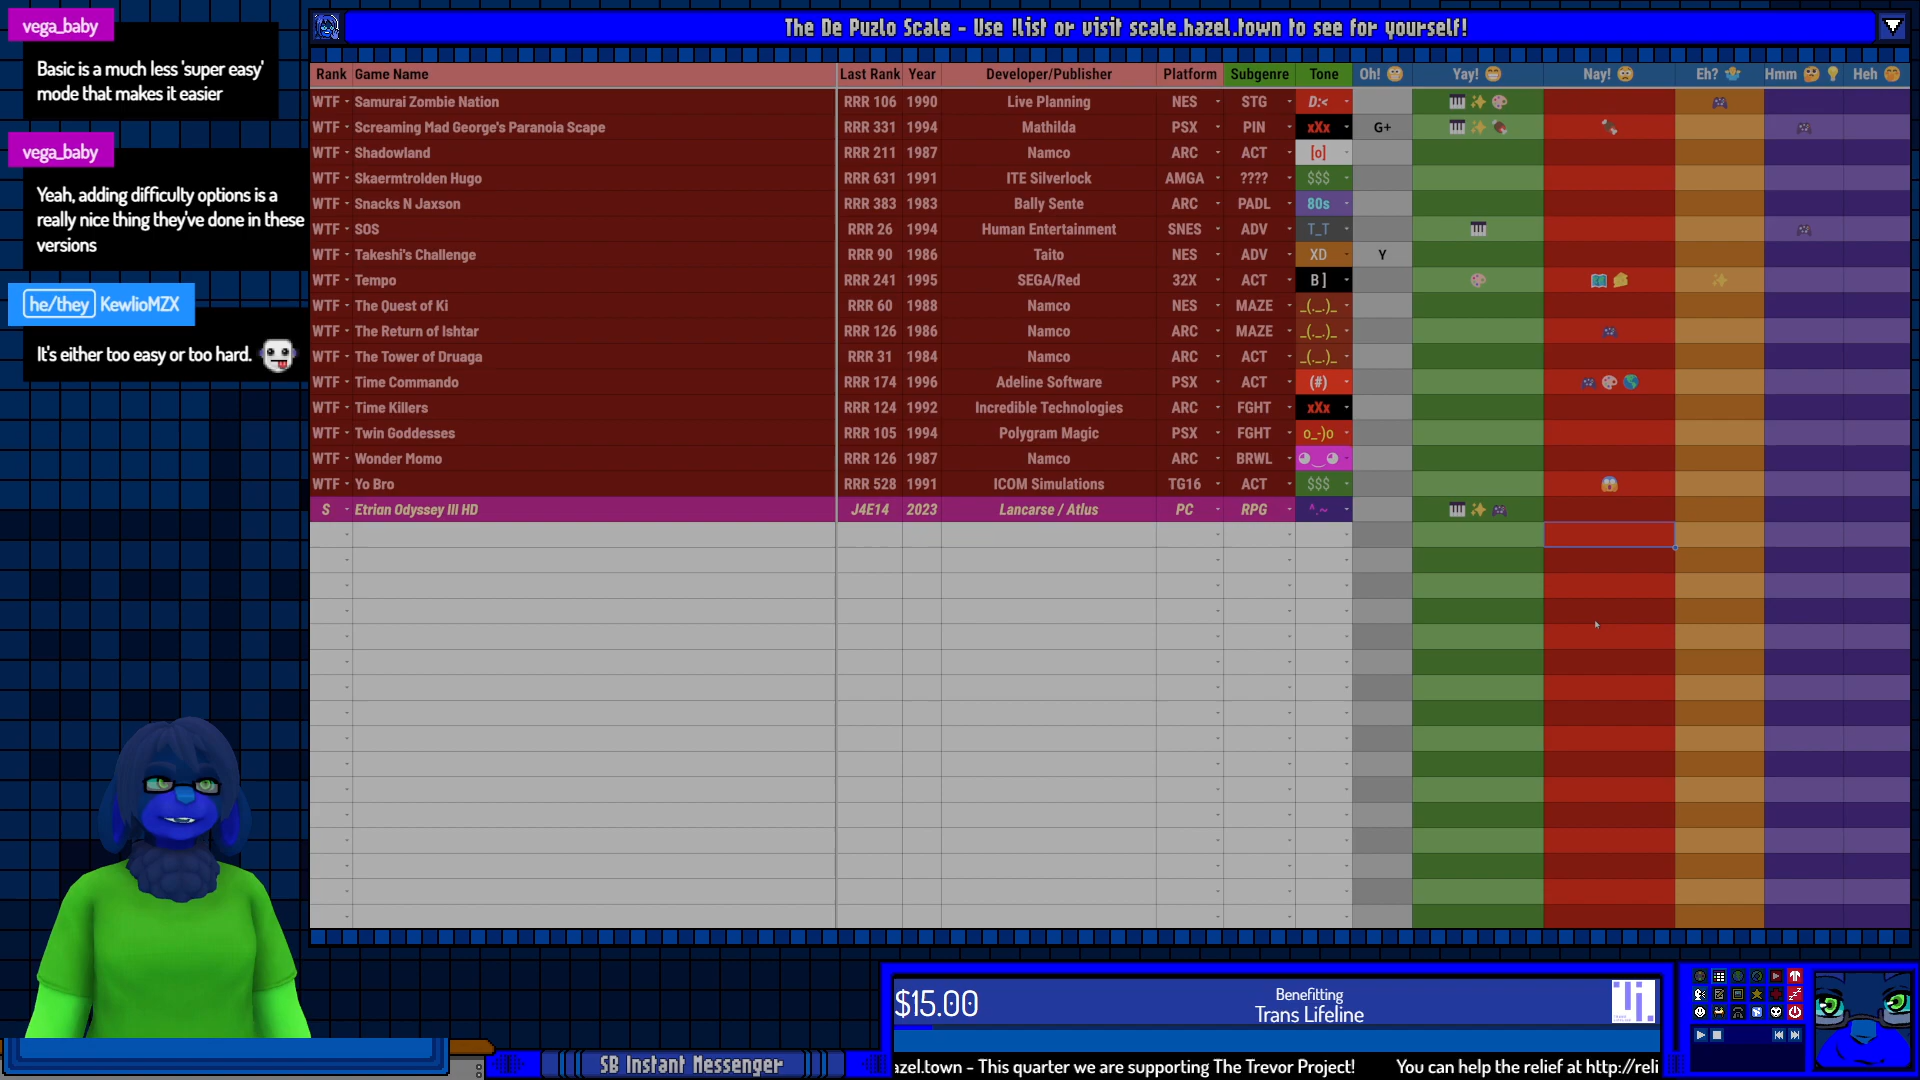 vega_baby
Basic is a much less 'super easy'
mode that makes it easier
vega_baby
Yeah, adding difficulty options is a
really nice thing they've done in these
versions
he/they KewlioMZX
It's either too easy or too hard.
The De Puzlo Scale - Use !list or visit scale.hazel.town to see for yourself!
Rank Game Name Last Rank Year Developer/Publisher Platform Subgenre Tone Oh! Yay! Nay! Eh? Hmm Heh
WTF Samurai Zombie Nation RRR 106 1990 Live Planning NES STG D:<
WTF Screaming Mad George's Paranoia Scape RRR 331 1994 Mathilda PSX PIN xXx G+
WTF Shadowland RRR 211 1987 Namco ARC ACT [o]
WTF Skaermtrolden Hugo RRR 631 1991 ITE Silverlock AMGA ???? $$$
WTF Snacks N Jaxson RRR 383 1983 Bally Sente ARC PADL 80s
WTF SOS RRR 26 1994 Human Entertainment SNES ADV T_T
WTF Takeshi's Challenge RRR 90 1986 Taito NES ADV XD Y
WTF Tempo RRR 241 1995 SEGA/Red 32X ACT B]
WTF The Quest of Ki RRR 60 1988 Namco NES MAZE _(._.)_
WTF The Return of Ishtar RRR 126 1986 Namco ARC MAZE _(._.)_
WTF The Tower of Druaga RRR 31 1984 Namco ARC ACT _(._.)_
WTF Time Commando RRR 174 1996 Adeline Software PSX ACT (#)
WTF Time Killers RRR 124 1992 Incredible Technologies ARC FGHT xXx
WTF Twin Goddesses RRR 105 1994 Polygram Magic PSX FGHT o_-)o
WTF Wonder Momo RRR 126 1987 Namco ARC BRWL
WTF Yo Bro RRR 528 1991 ICOM Simulations TG16 ACT $$$
S Etrian Odyssey III HD J4E14 2023 Lancarse / Atlus PC RPG ^.~
$15.00
Benefitting
Trans Lifeline
SB Instant Messenger
azel.town - This quarter we are supporting The Trevor Project! You can help the relief at http://reli